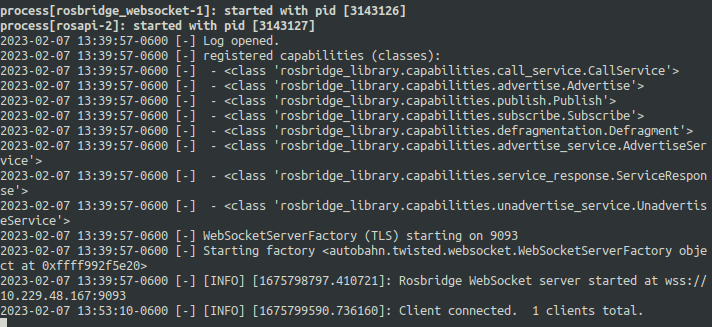 process[rosbridge_websocket-1]: started with pid [3143126]
process[rosapi-2]: started with pid [3143127]
2023-02-07 13:39:57-0600 [-] Log opened.
2023-02-07 13:39:57-0600 [-] registered capabilities (classes):
2023-02-07 13:39:57-0600 [-]  - <class 'rosbridge_library.capabilities.call_service.CallService'>
2023-02-07 13:39:57-0600 [-]  - <class 'rosbridge_library.capabilities.advertise.Advertise'>
2023-02-07 13:39:57-0600 [-]  - <class 'rosbridge_library.capabilities.publish.Publish'>
2023-02-07 13:39:57-0600 [-]  - <class 'rosbridge_library.capabilities.subscribe.Subscribe'>
2023-02-07 13:39:57-0600 [-]  - <class 'rosbridge_library.capabilities.defragmentation.Defragment'>
2023-02-07 13:39:57-0600 [-]  - <class 'rosbridge_library.capabilities.advertise_service.AdvertiseSer
vice'>
2023-02-07 13:39:57-0600 [-]  - <class 'rosbridge_library.capabilities.service_response.ServiceRespon
se'>
2023-02-07 13:39:57-0600 [-]  - <class 'rosbridge_library.capabilities.unadvertise_service.Unadvertis
eService'>
2023-02-07 13:39:57-0600 [-] WebSocketServerFactory (TLS) starting on 9093
2023-02-07 13:39:57-0600 [-] Starting factory <autobahn.twisted.websocket.WebSocketServerFactory obje
ct at 0xffff992f5e20>
2023-02-07 13:39:57-0600 [-] [INFO] [1675798797.410721]: Rosbridge WebSocket server started at wss://
10.229.48.167:9093
2023-02-07 13:53:10-0600 [-] [INFO] [1675799590.736160]: Client connected.  1 clients total.